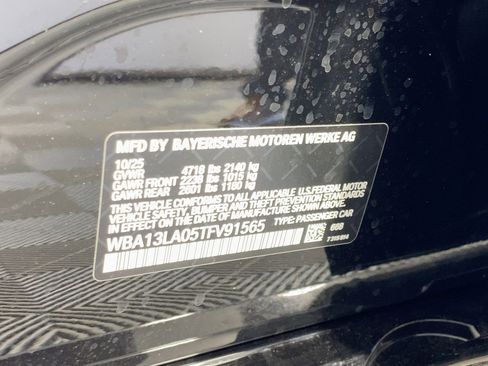 MFD BY BAYERISCHE MOTOREN WERKE AG
10/25
GVWR 4718 lbs 2140 kg
GAWR FRONT 2238 lbs 1015 kg
GAWR REAR 2601 lbs 1180 kg
THIS VEHICLE CONFORMS TO ALL APPLICABLE U.S.FEDERAL MOTOR
VEHICLE SAFETY, BUMPER AND THEFT PREVENTION STANDARDS
IN EFFECT ON THE DATE OF MANUFACTURE SHOWN ABOVE.
WBA13LA05TFV91565 TYPE: PASSENGER CAR
668